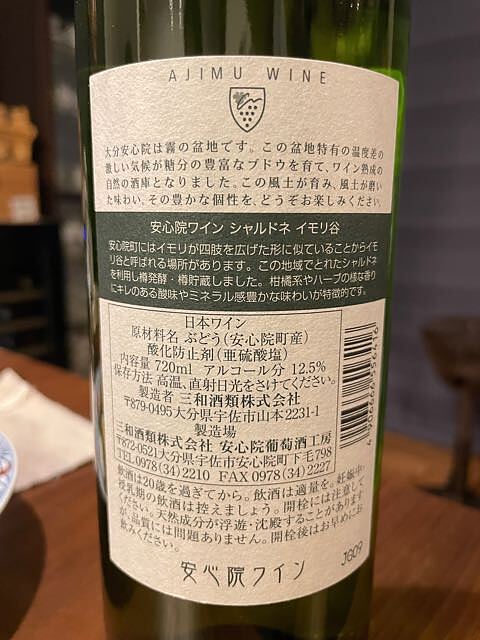 AJIMU WINE
大分安心院は霧の盆地です。この盆地特有の温度差の
激しい気候が糖分の豊富なブドウを育て、ワイン熟成の
自然の酒庫となりました。この風土が育み、風土が磨い
た味わい、その豊かな個性を、どうぞお楽しみください。
安心院ワイン シャルドネ イモリ谷
安心院町にはイモリが四肢を広げた形に似ていることからイモ
リ谷と呼ばれる場所があります。この地域でとれたシャルドネ
を利用し樽発酵・樽貯蔵しました。柑橘系やハーブの様な香り
にキレのある酸味やミネラル感豊かな味わいが特徴的です。
日本ワイン
原材料名 ぶどう(安心院町産)
酸化防止剤(亜硫酸塩)
内容量 720ml アルコール分 12.5%
保存方法 高温、直射日光をさけてください。
製造者 三和酒類株式会社
〒879-0495大分県宇佐市山本2231-1
製造場
三和酒類株式会社 安心院葡萄酒工房
〒872-0521大分県宇佐市安心院町下毛798
TEL0978(34)2210 FAX0978(34)2227
飲酒は20歳を過ぎてから。飲酒は適量を。妊娠中・
授乳期の飲酒は控えましょう。開栓には注意して
ください。天然成分が浮遊・沈殿することがあります
が、品質には問題ありません。開栓後はお早めにお
飲みください。
JG09
安心院ワイン